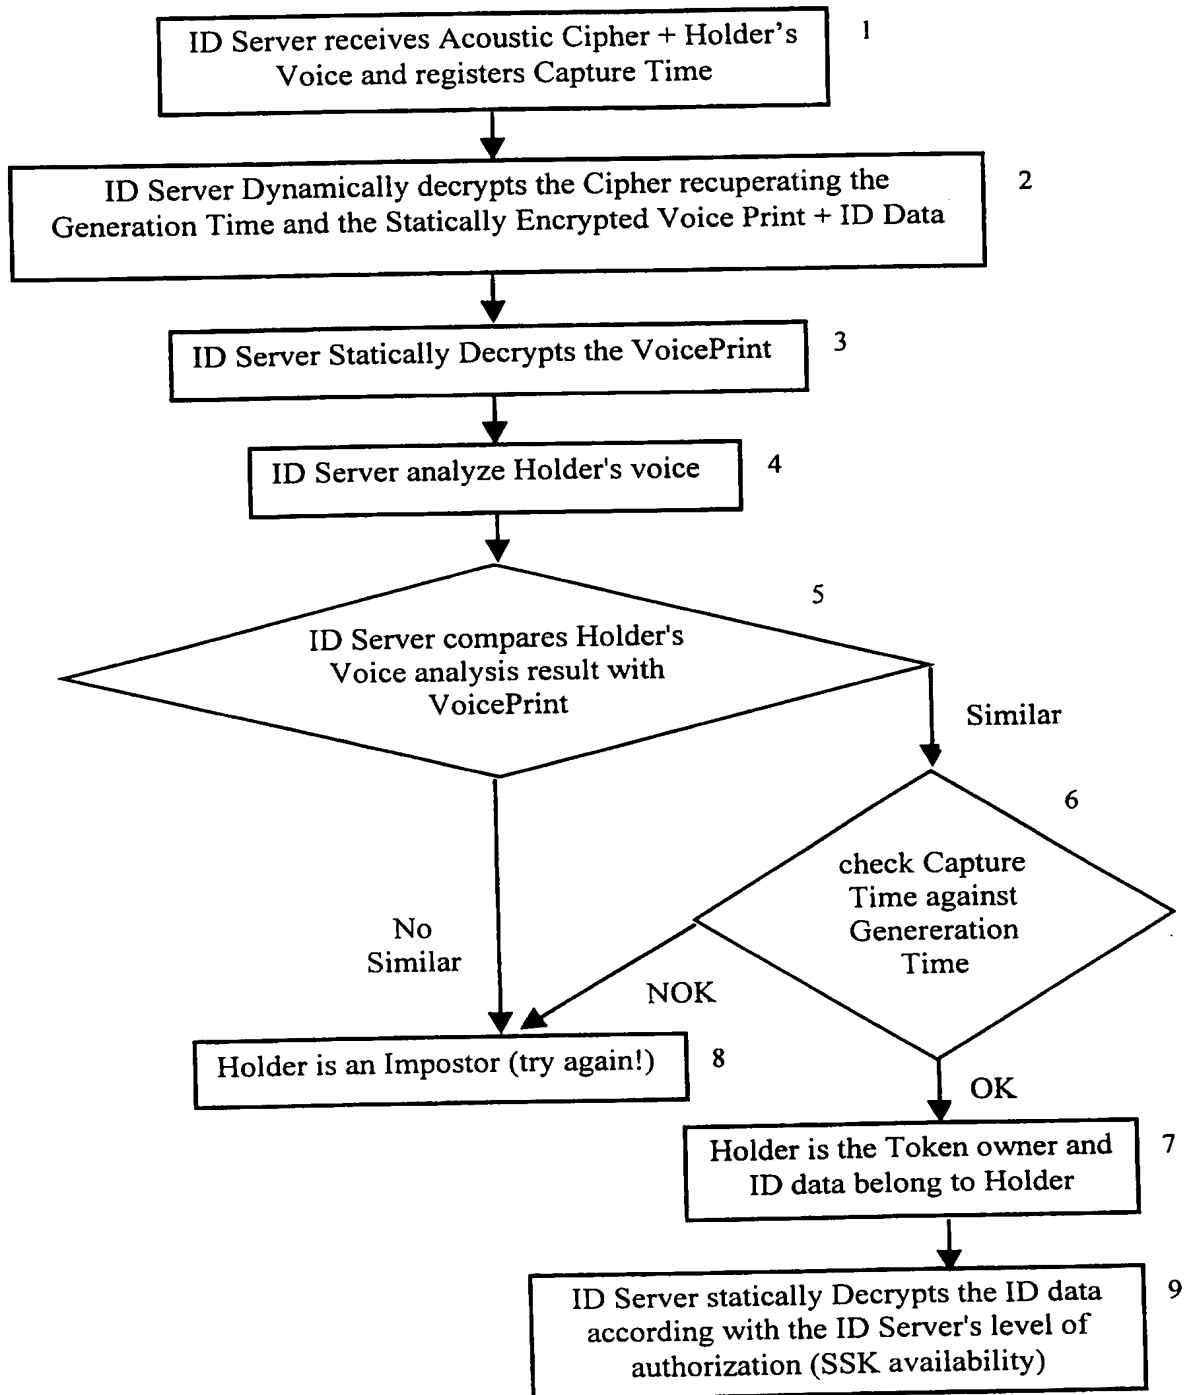 ID Server receives Acoustic Cipher + Holder's
Voice and registers Capture Time
1
ID Server Dynamically decrypts the Cipher recuperating the
Generation Time and the Statically Encrypted Voice Print + ID Data
2
ID Server Statically Decrypts the VoicePrint
3
ID Server analyze Holder's voice
4
5
ID Server compares Holder's
Voice analysis result with
VoicePrint
Similar
6
check Capture
Time against
Genereration
Time
No
Similar
NOK
Holder is an Impostor (try again!)
8
OK
Holder is the Token owner and
ID data belong to Holder
7
ID Server statically Decrypts the ID data
according with the ID Server's level of
authorization (SSK availability)
9